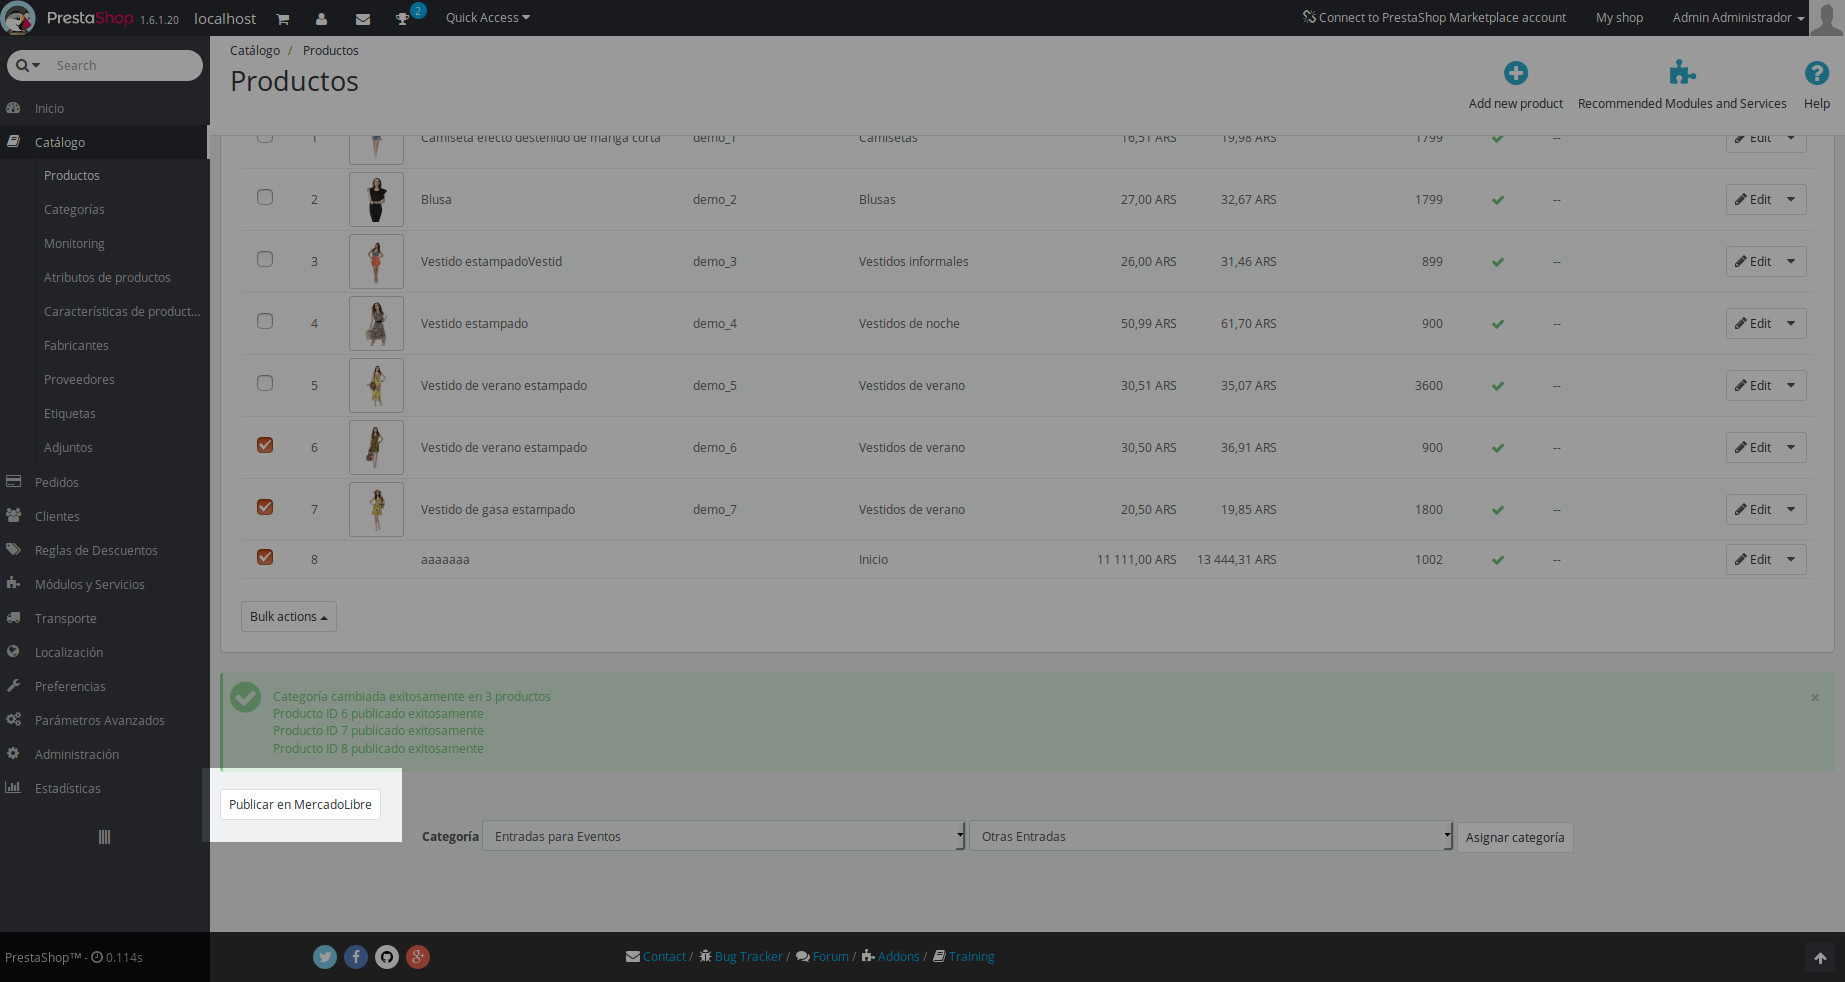 PrestaShop 1.6.1.20 localhost 2 Quick Access Connect to PrestaShop Marketplace account My shop Admin Administrador
Search
Inicio
Catálogo
Productos
Categorías
Monitoring
Atributos de productos
Características de product...
Fabricantes
Proveedores
Etiquetas
Adjuntos
Pedidos
Clientes
Reglas de Descuentos
Módulos y Servicios
Transporte
Localización
Preferencias
Parámetros Avanzados
Administración
Estadísticas
PrestaShop™ - 0.114s
Catálogo / Productos
Productos
Add new product Recommended Modules and Services Help
1 Camiseta efecto desteñido de manga corta demo_1 Camisetas 16,51 ARS 19,98 ARS 1799 -- Edit
2 Blusa demo_2 Blusas 27,00 ARS 32,67 ARS 1799 -- Edit
3 Vestido estampadoVestid demo_3 Vestidos informales 26,00 ARS 31,46 ARS 899 -- Edit
4 Vestido estampado demo_4 Vestidos de noche 50,99 ARS 61,70 ARS 900 -- Edit
5 Vestido de verano estampado demo_5 Vestidos de verano 30,51 ARS 35,07 ARS 3600 -- Edit
6 Vestido de verano estampado demo_6 Vestidos de verano 30,50 ARS 36,91 ARS 900 -- Edit
7 Vestido de gasa estampado demo_7 Vestidos de verano 20,50 ARS 19,85 ARS 1800 -- Edit
8 aaaaaaa Inicio 11 111,00 ARS 13 444,31 ARS 1002 -- Edit
Bulk actions
Categoría cambiada exitosamente en 3 productos
Producto ID 6 publicado exitosamente
Producto ID 7 publicado exitosamente
Producto ID 8 publicado exitosamente
Publicar en MercadoLibre
Categoría Entradas para Eventos Otras Entradas Asignar categoría
Contact / Bug Tracker / Forum / Addons / Training